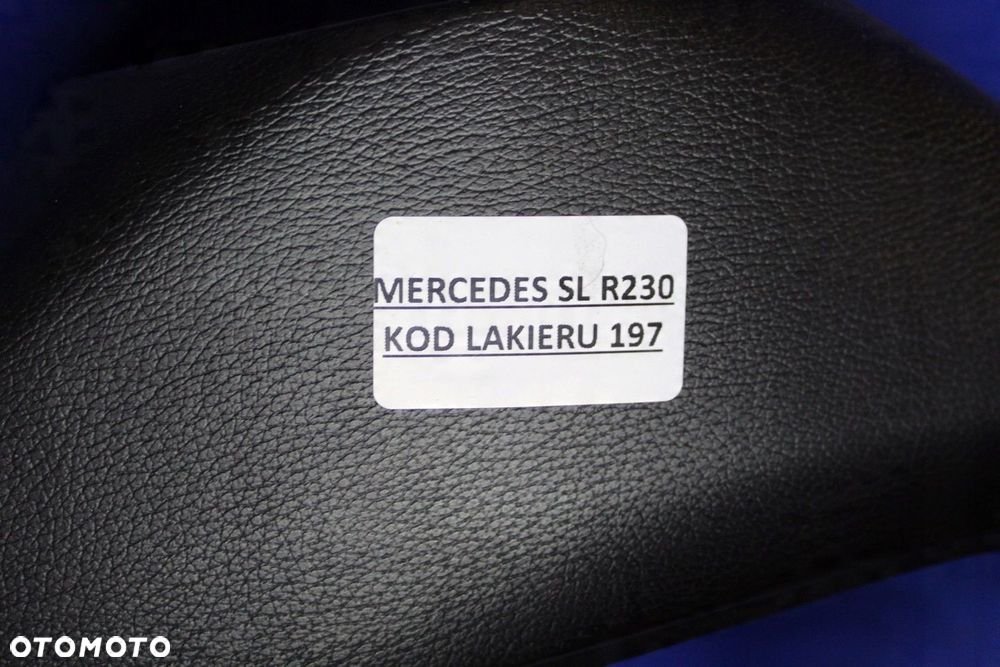 MERCEDES SL R230
KOD LAKIERU 197
OTOMOTO